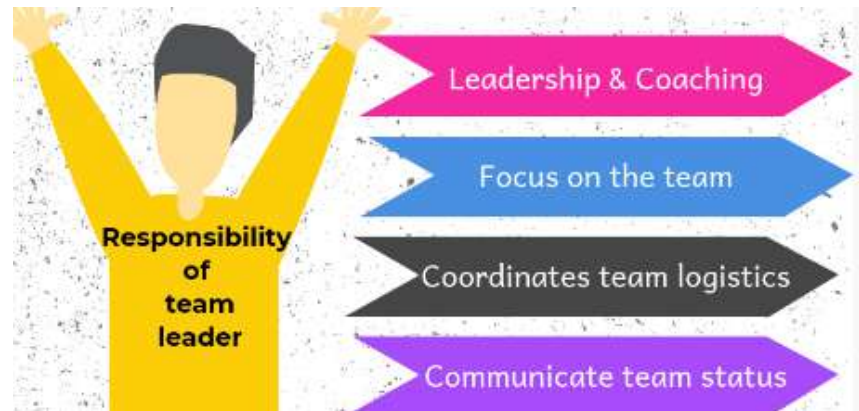 Responsibility
of
team
leader
Leadership & Coaching
Focus on the team
Coordinates team logistics
Communicate team status